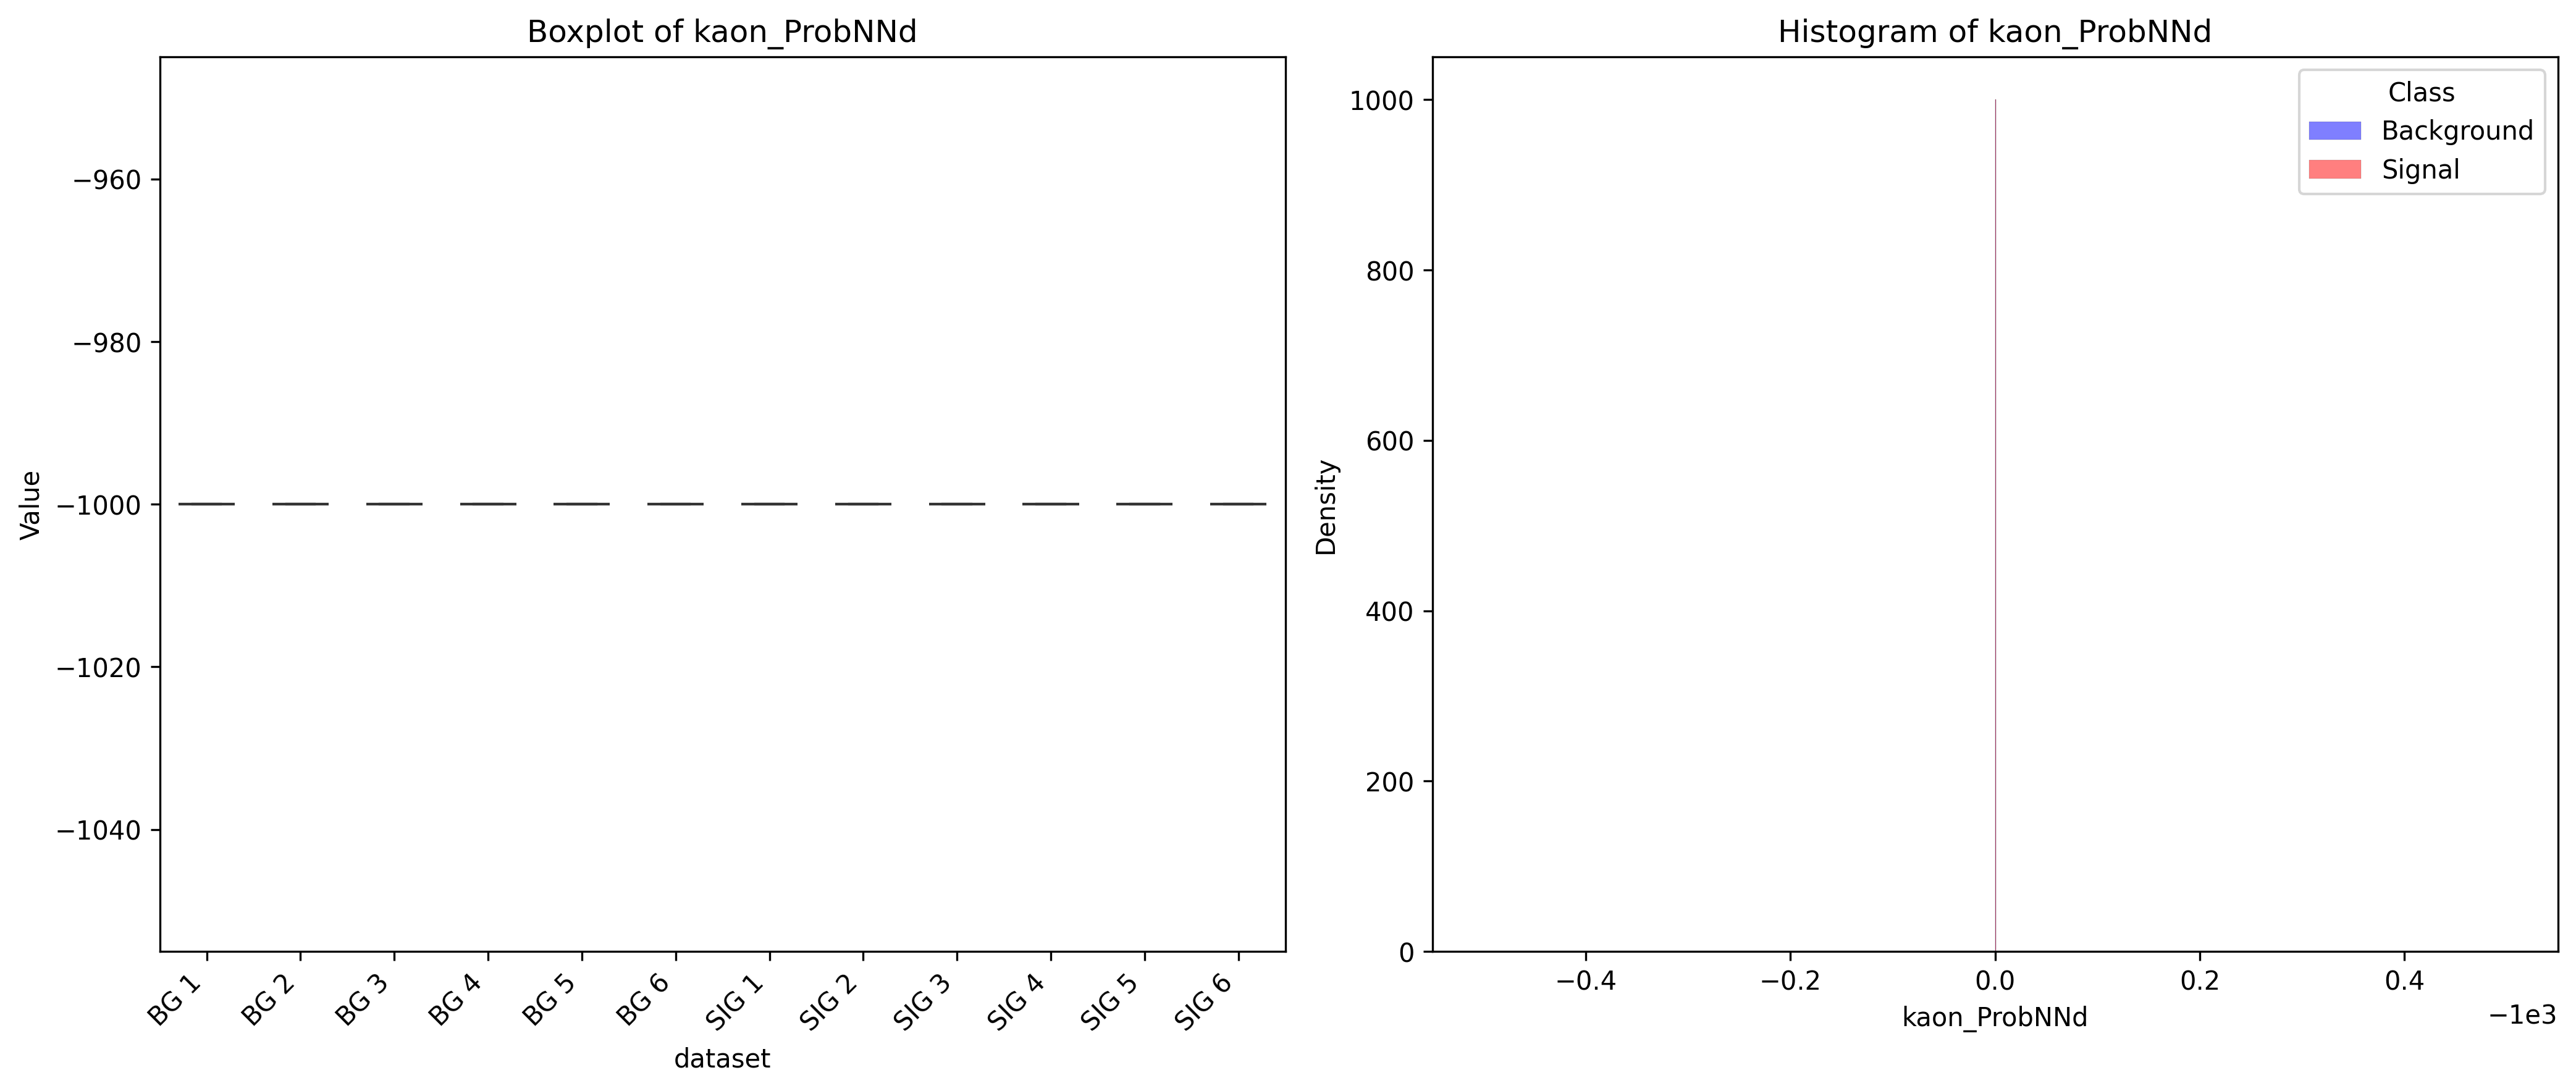 Boxplot of kaon_ProbNNd
Value
−960
−980
−1000
−1020
−1040
BG 1
BG 2
BG 3
BG 4
BG 5
BG 6
SIG 1
SIG 2
SIG 3
SIG 4
SIG 5
SIG 6
dataset
Histogram of kaon_ProbNNd
Density
1000
800
600
400
200
0
−0.4
−0.2
0.0
0.2
0.4
−1e3
kaon_ProbNNd
Class
Background
Signal